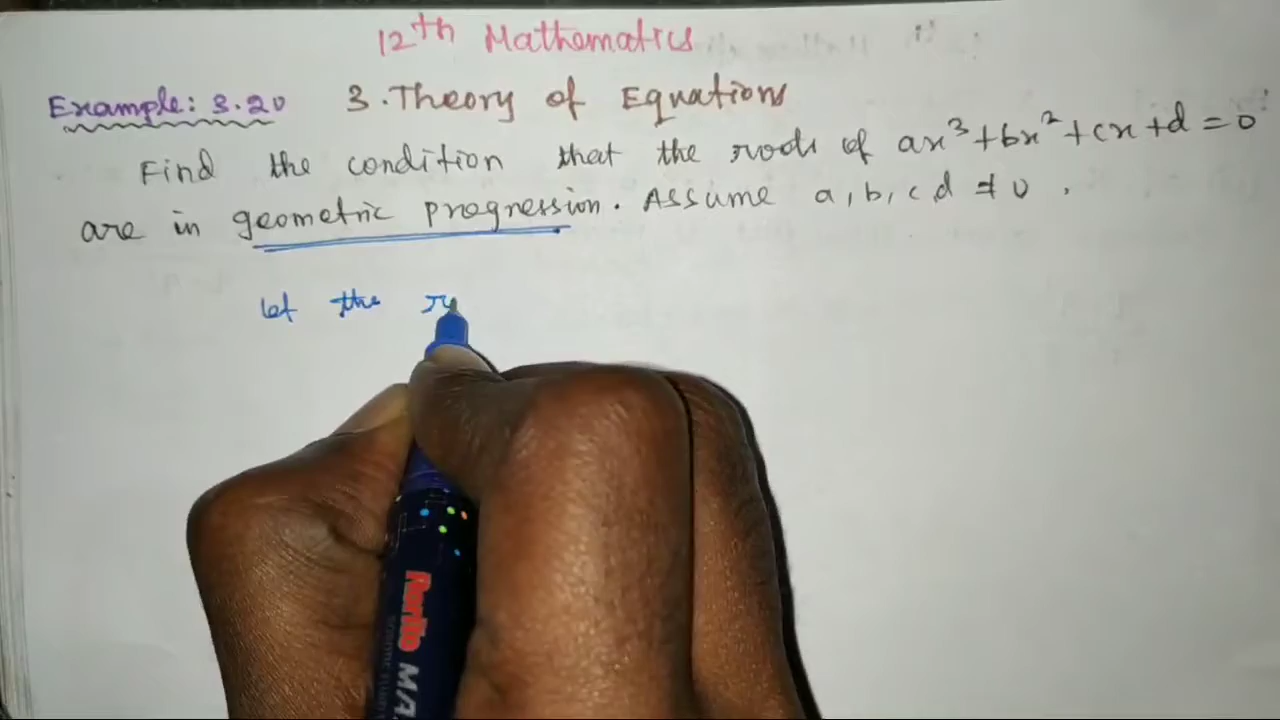 12th Mathematics
Example: 3.20 3. Theory of Equations
Find the condition that the roots of ax³+bx²+cx+d=0
are in geometric progression. Assume a, b, c d ≠ 0.
let the